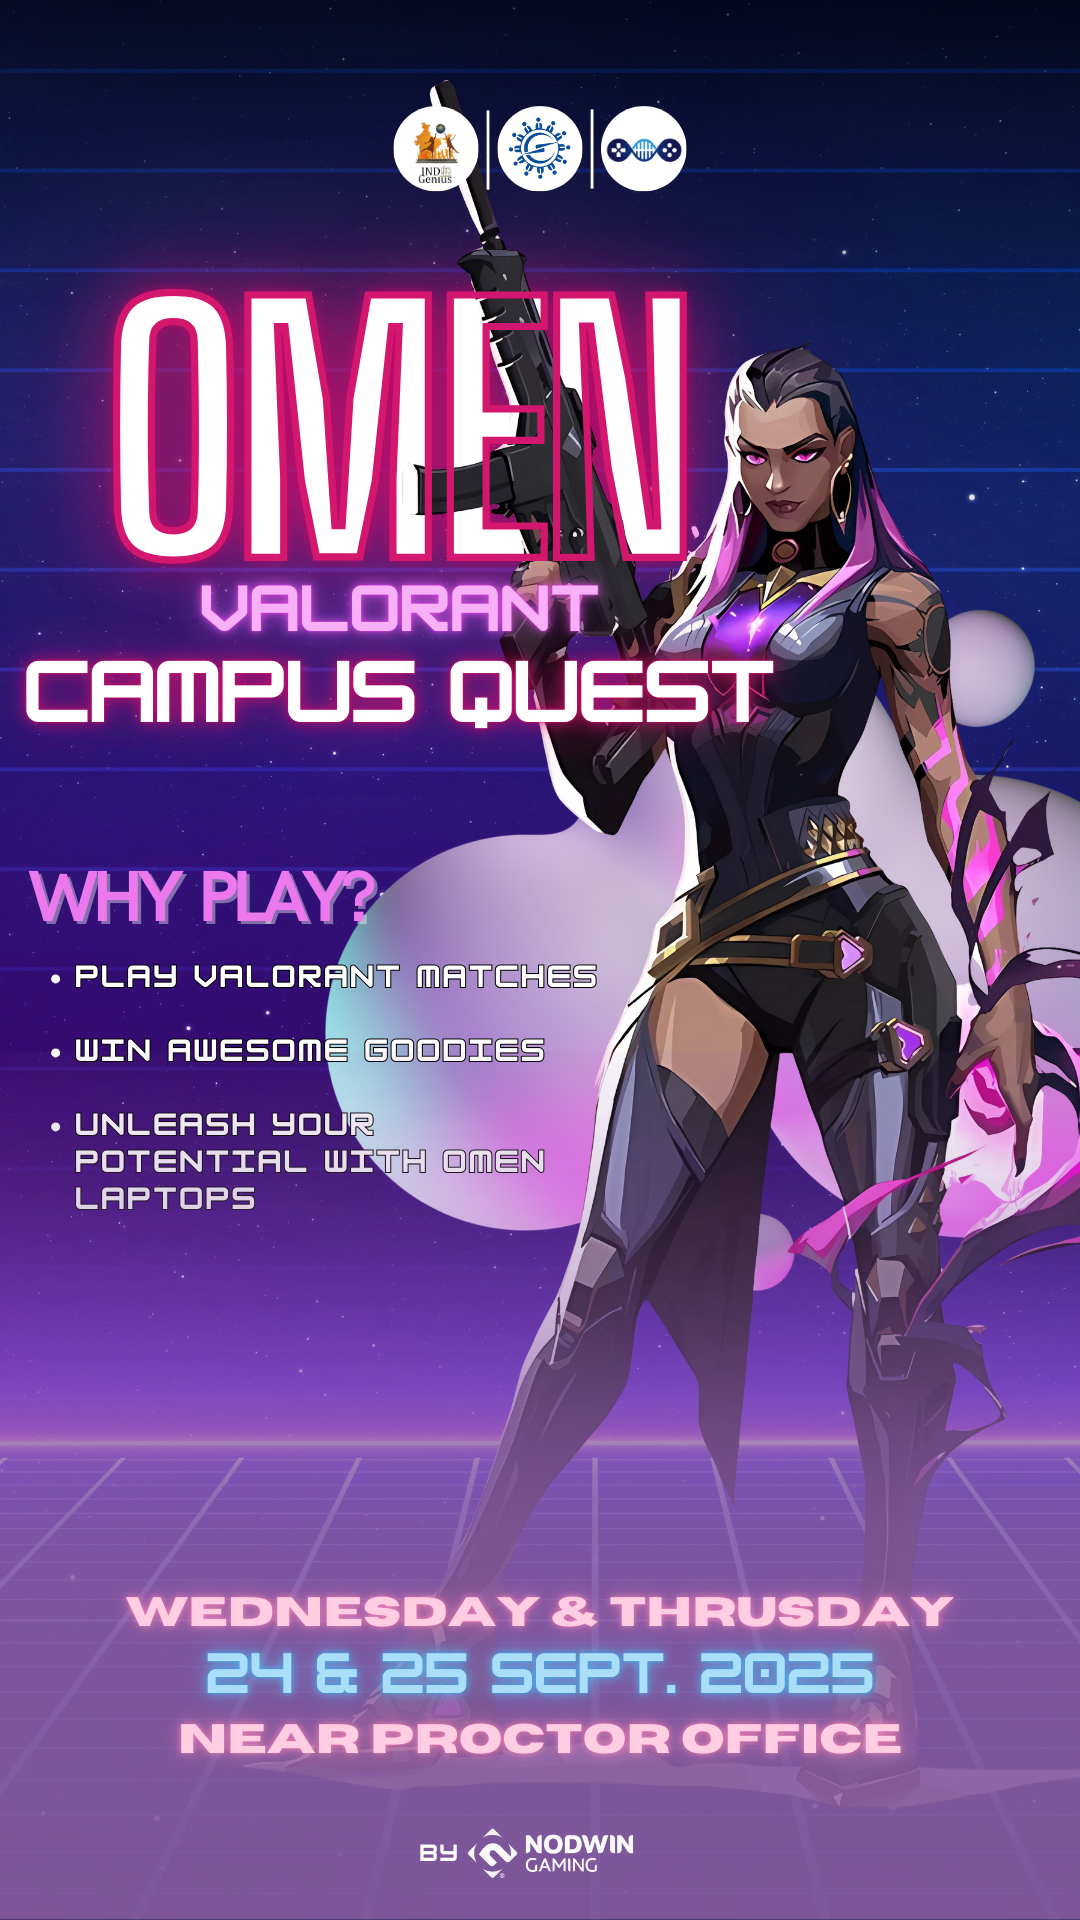 IND
Genius
OMEN
VALORANT
CAMPUS QUEST
WHY PLAY?
• PLAY VALORANT MATCHES
• WIN AWESOME GOODIES
• UNLEASH YOUR
POTENTIAL WITH OMEN
LAPTOPS
WEDNESDAY & THRUSDAY
24 & 25 SEPT. 2025
NEAR PROCTOR OFFICE
BY NODWIN
GAMING